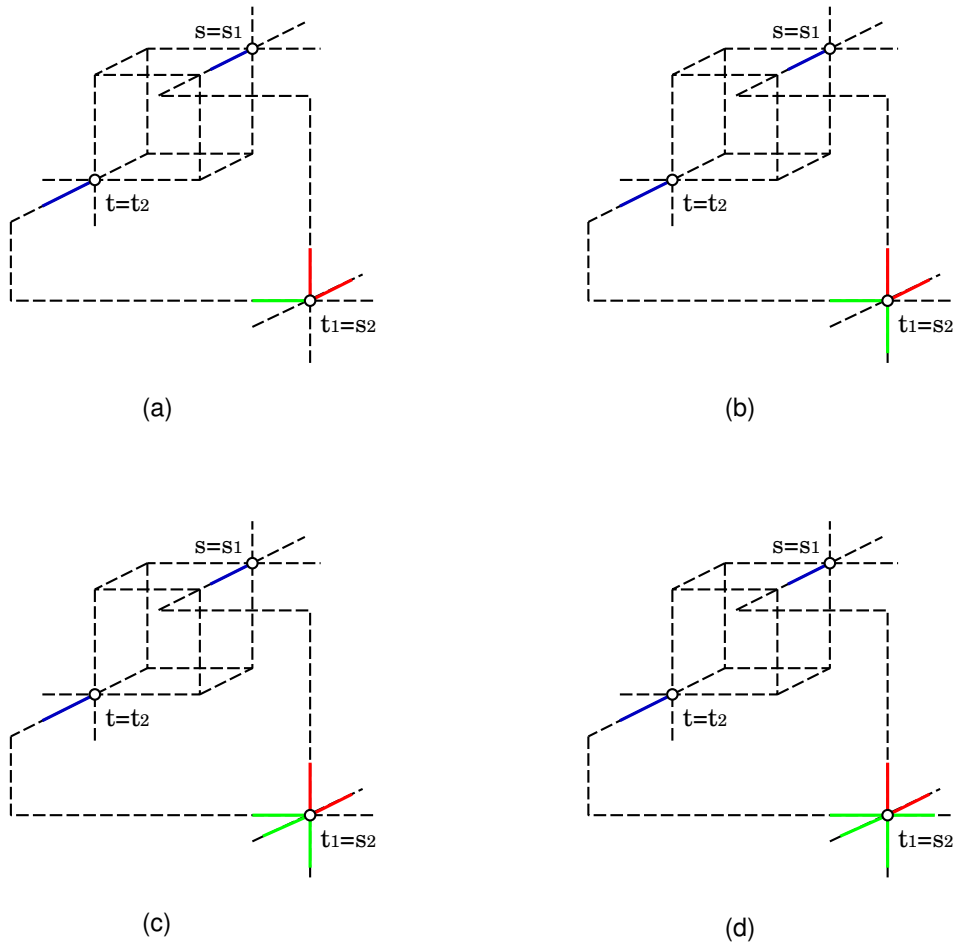 s=s1
s=s1
t=t2
t=t2
t1=s2
t1=s2
(a)
(b)
s=s1
s=s1
t=t2
t=t2
t1=s2
t1=s2
(c)
(d)